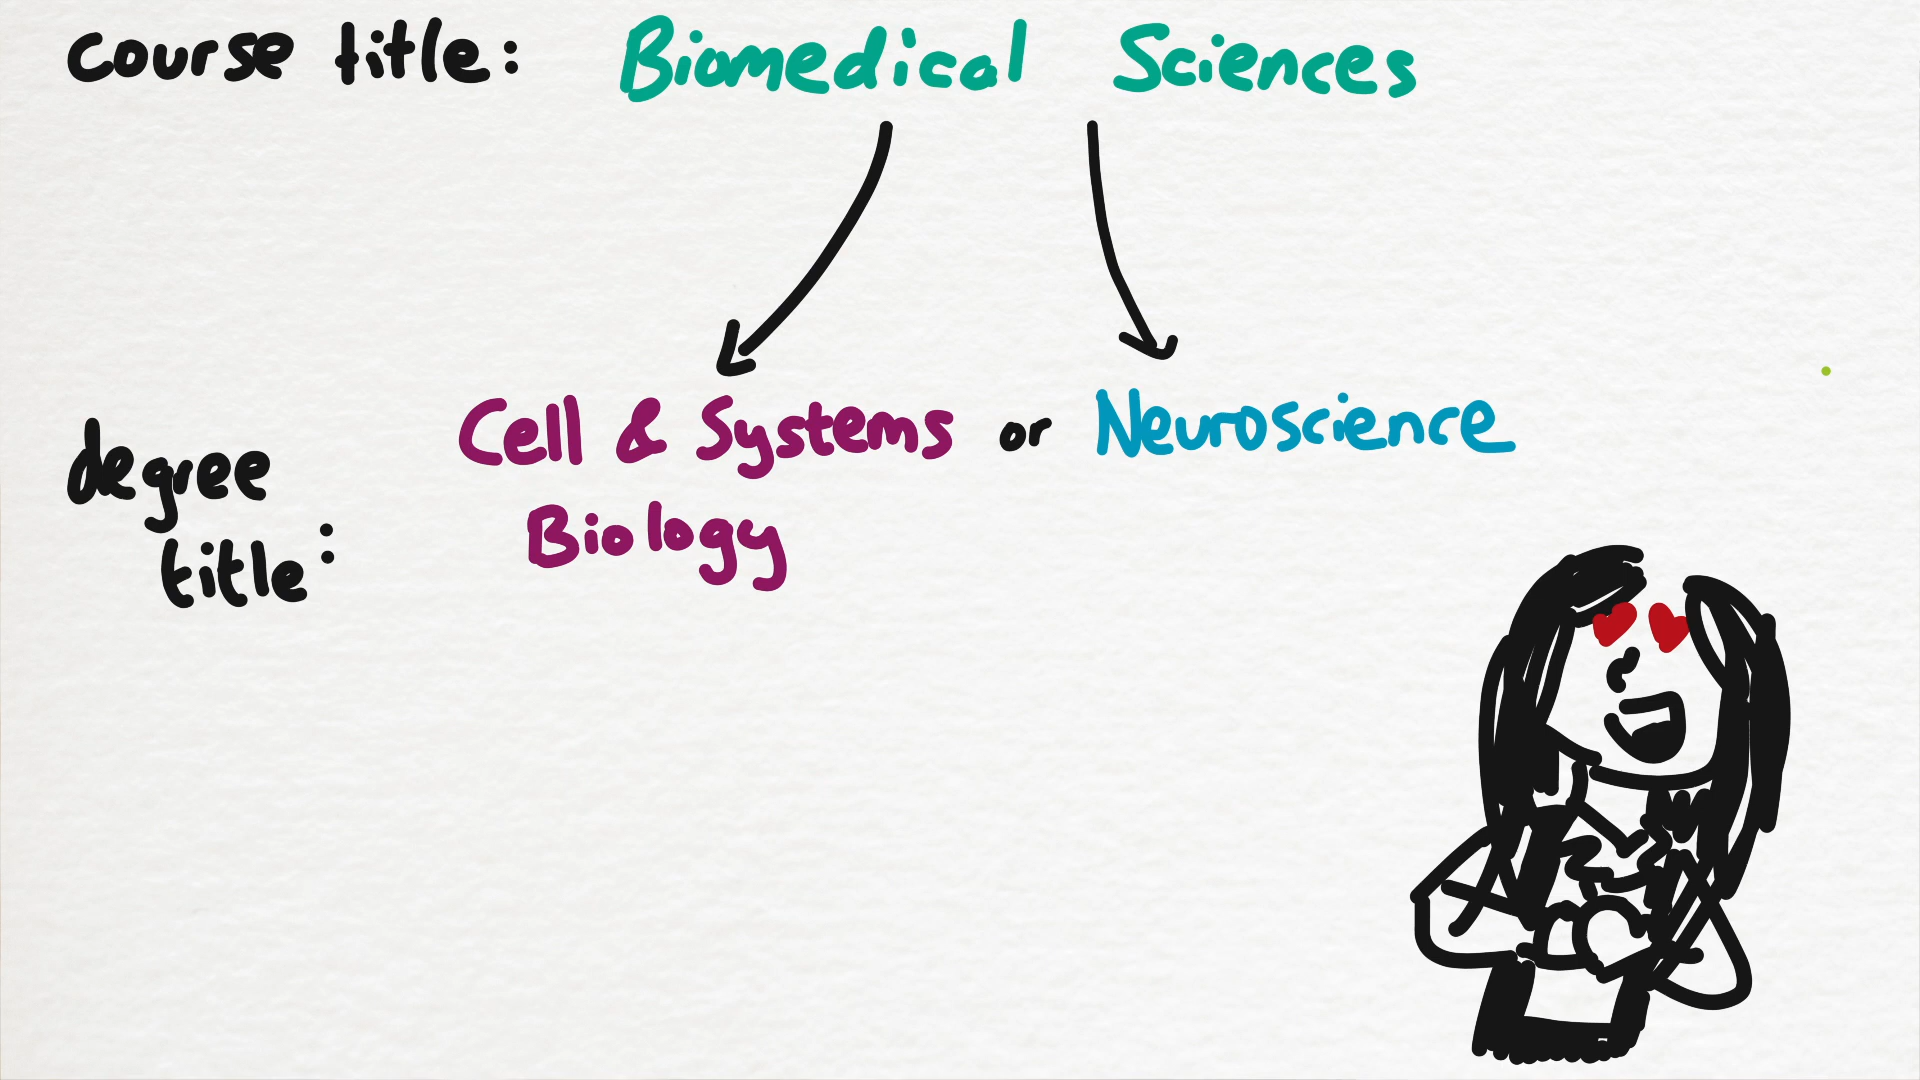 course title: Biomedical Sciences
degree title: Cell & Systems Biology or Neuroscience